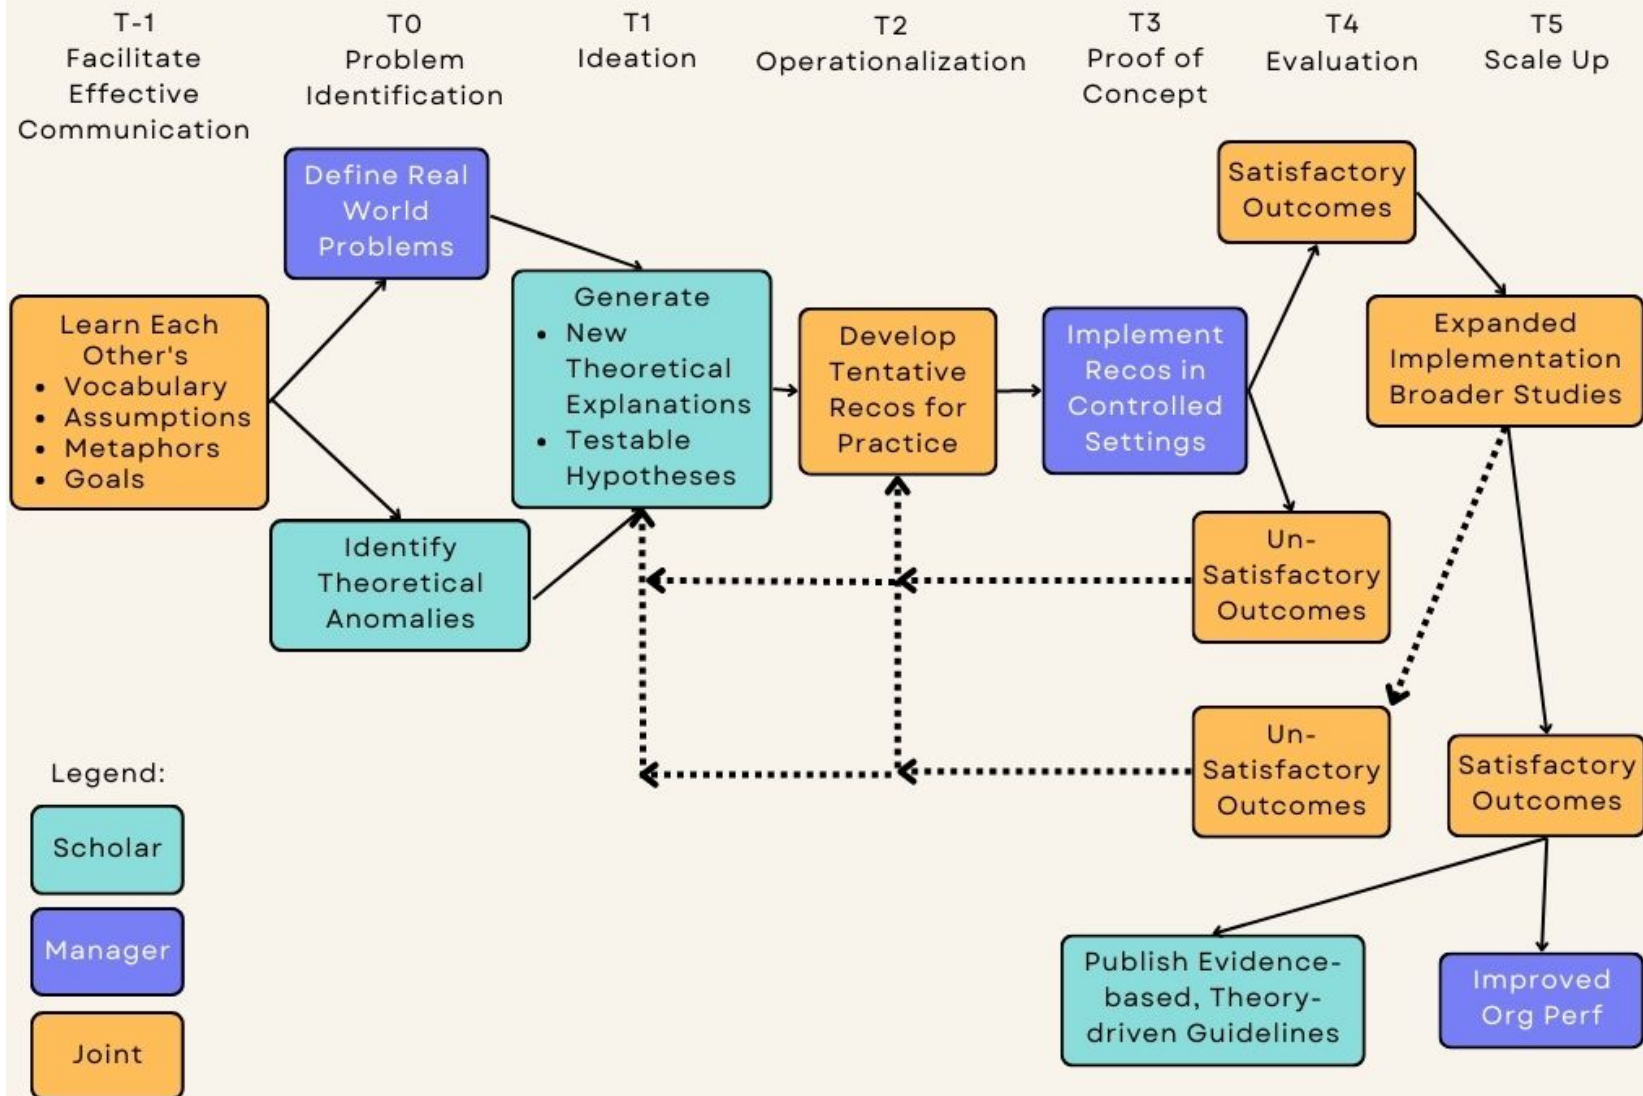 T-1
Facilitate
Effective
Communication
T0
Problem
Identification
T1
Ideation
T2
Operationalization
T3
Proof of
Concept
T4
Evaluation
T5
Scale Up
Learn Each
Other's
• Vocabulary
• Assumptions
• Metaphors
• Goals
Define Real
World
Problems
Identify
Theoretical
Anomalies
Generate
• New
Theoretical
Explanations
• Testable
Hypotheses
Develop
Tentative
Recos for
Practice
Implement
Recos in
Controlled
Settings
Satisfactory
Outcomes
Un-
Satisfactory
Outcomes
Expanded
Implementation
Broader Studies
Un-
Satisfactory
Outcomes
Satisfactory
Outcomes
Publish Evidence-
based, Theory-
driven Guidelines
Improved
Org Perf
Legend:
Scholar
Manager
Joint